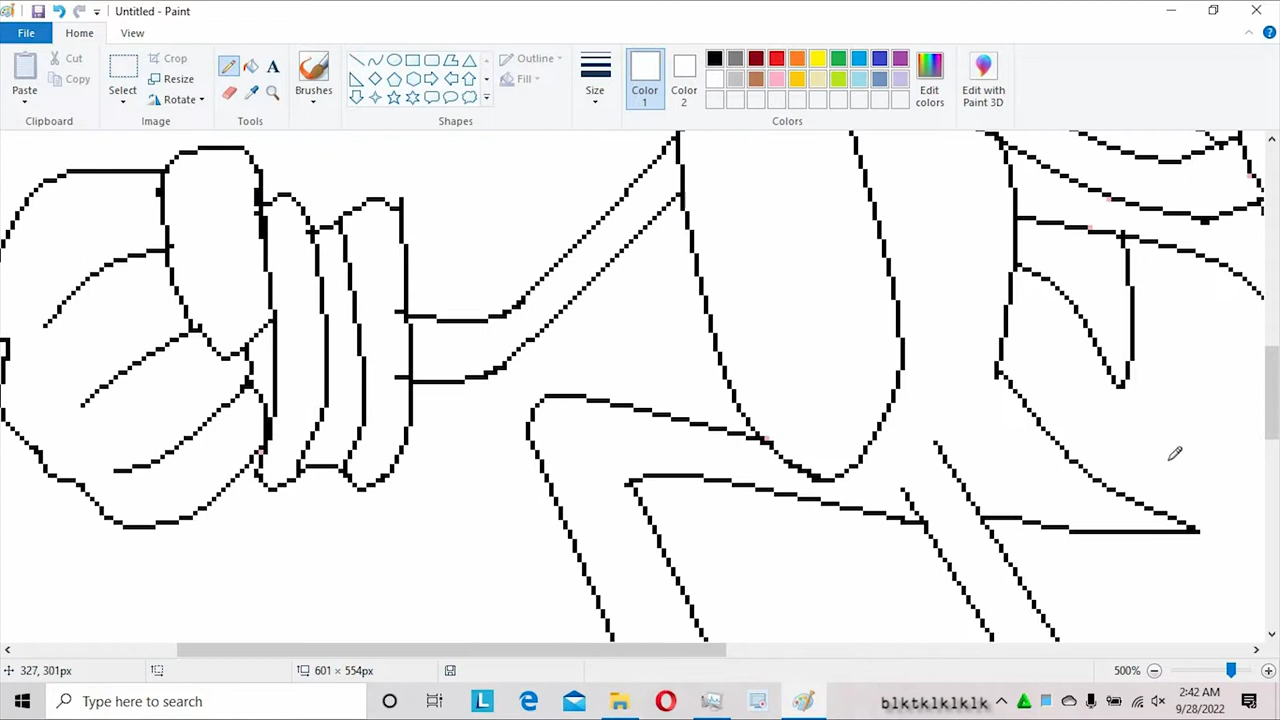 Untitled - Paint
File Home View
Paste
Cut
Copy
Clipboard
Select
Crop
Resize
Rotate
Image
A
Tools
Brushes
Shapes
Outline
Fill
Size
Color 1
Color 2
Colors
Edit colors
Edit with Paint 3D
327, 301px
601 × 554px
500%
Type here to search
L
blktklklklk
2:42 AM
9/28/2022